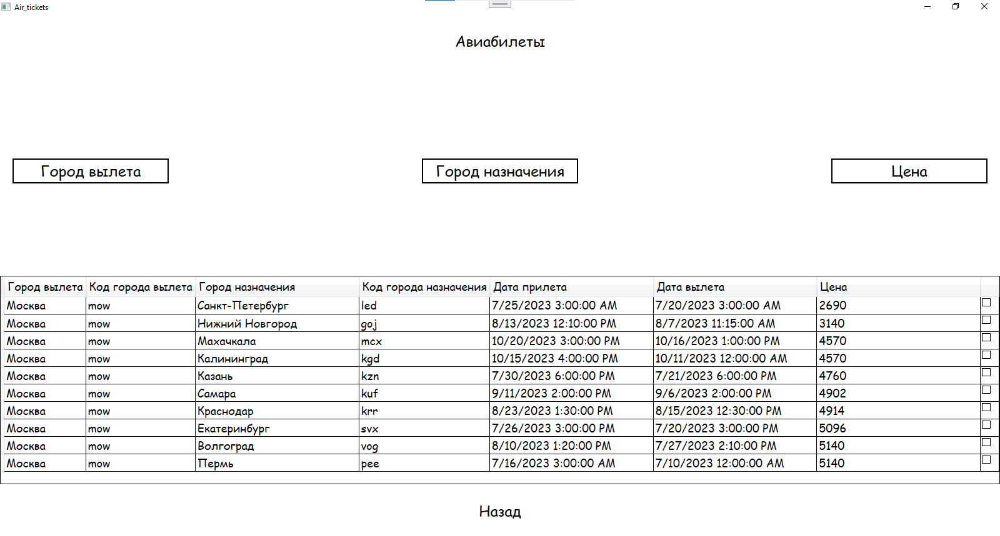 Air_tickets
Авиабилеты
Город вылета Город назначения Цена
Город вылета Код города вылета Город назначения Код города назначения Дата прилета Дата вылета Цена
Москва mow Санкт-Петербург led 7/25/2023 3:00:00 AM 7/20/2023 3:00:00 AM 2690
Москва mow Нижний Новгород goj 8/13/2023 12:10:00 PM 8/7/2023 11:15:00 AM 3140
Москва mow Махачкала mcx 10/20/2023 3:00:00 PM 10/16/2023 1:00:00 PM 4570
Москва mow Калининград kgd 10/15/2023 4:00:00 PM 10/11/2023 12:00:00 AM 4570
Москва mow Казань kzn 7/30/2023 6:00:00 PM 7/21/2023 6:00:00 PM 4760
Москва mow Самара kuf 9/11/2023 2:00:00 PM 9/6/2023 2:00:00 PM 4902
Москва mow Краснодар krr 8/23/2023 1:30:00 PM 8/15/2023 12:30:00 PM 4914
Москва mow Екатеринбург svx 7/26/2023 3:00:00 PM 7/20/2023 3:00:00 PM 5096
Москва mow Волгоград vog 8/10/2023 1:20:00 PM 7/27/2023 2:10:00 PM 5140
Москва mow Пермь pee 7/16/2023 3:00:00 AM 7/10/2023 12:00:00 AM 5140
Назад